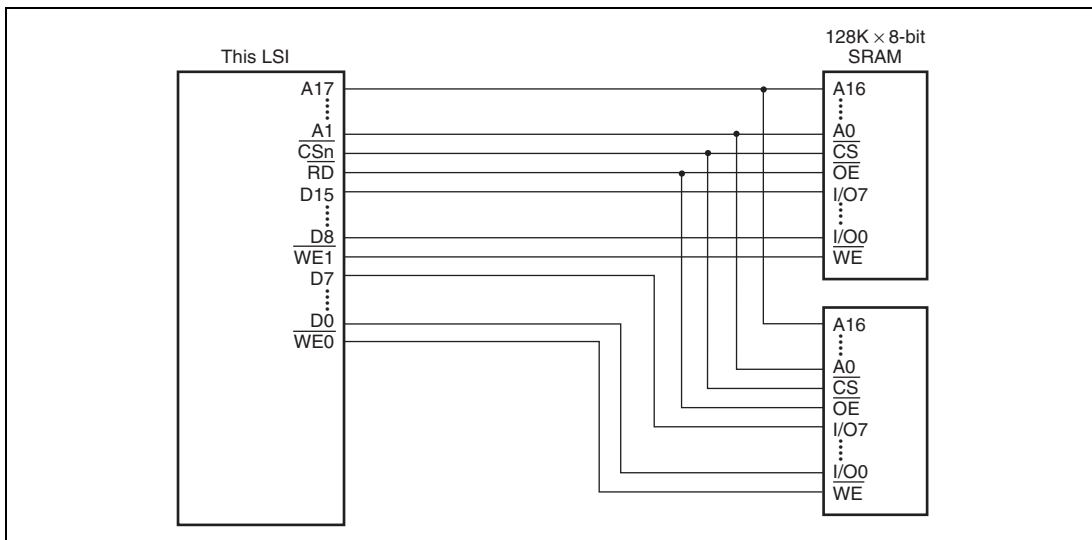 This LSI
A17
A1
CSn
RD
D15
D8
WE1
D7
D0
WE0
128K × 8-bit
SRAM
A16
A0
CS
OE
I/O7
I/O0
WE
A16
A0
CS
OE
I/O7
I/O0
WE